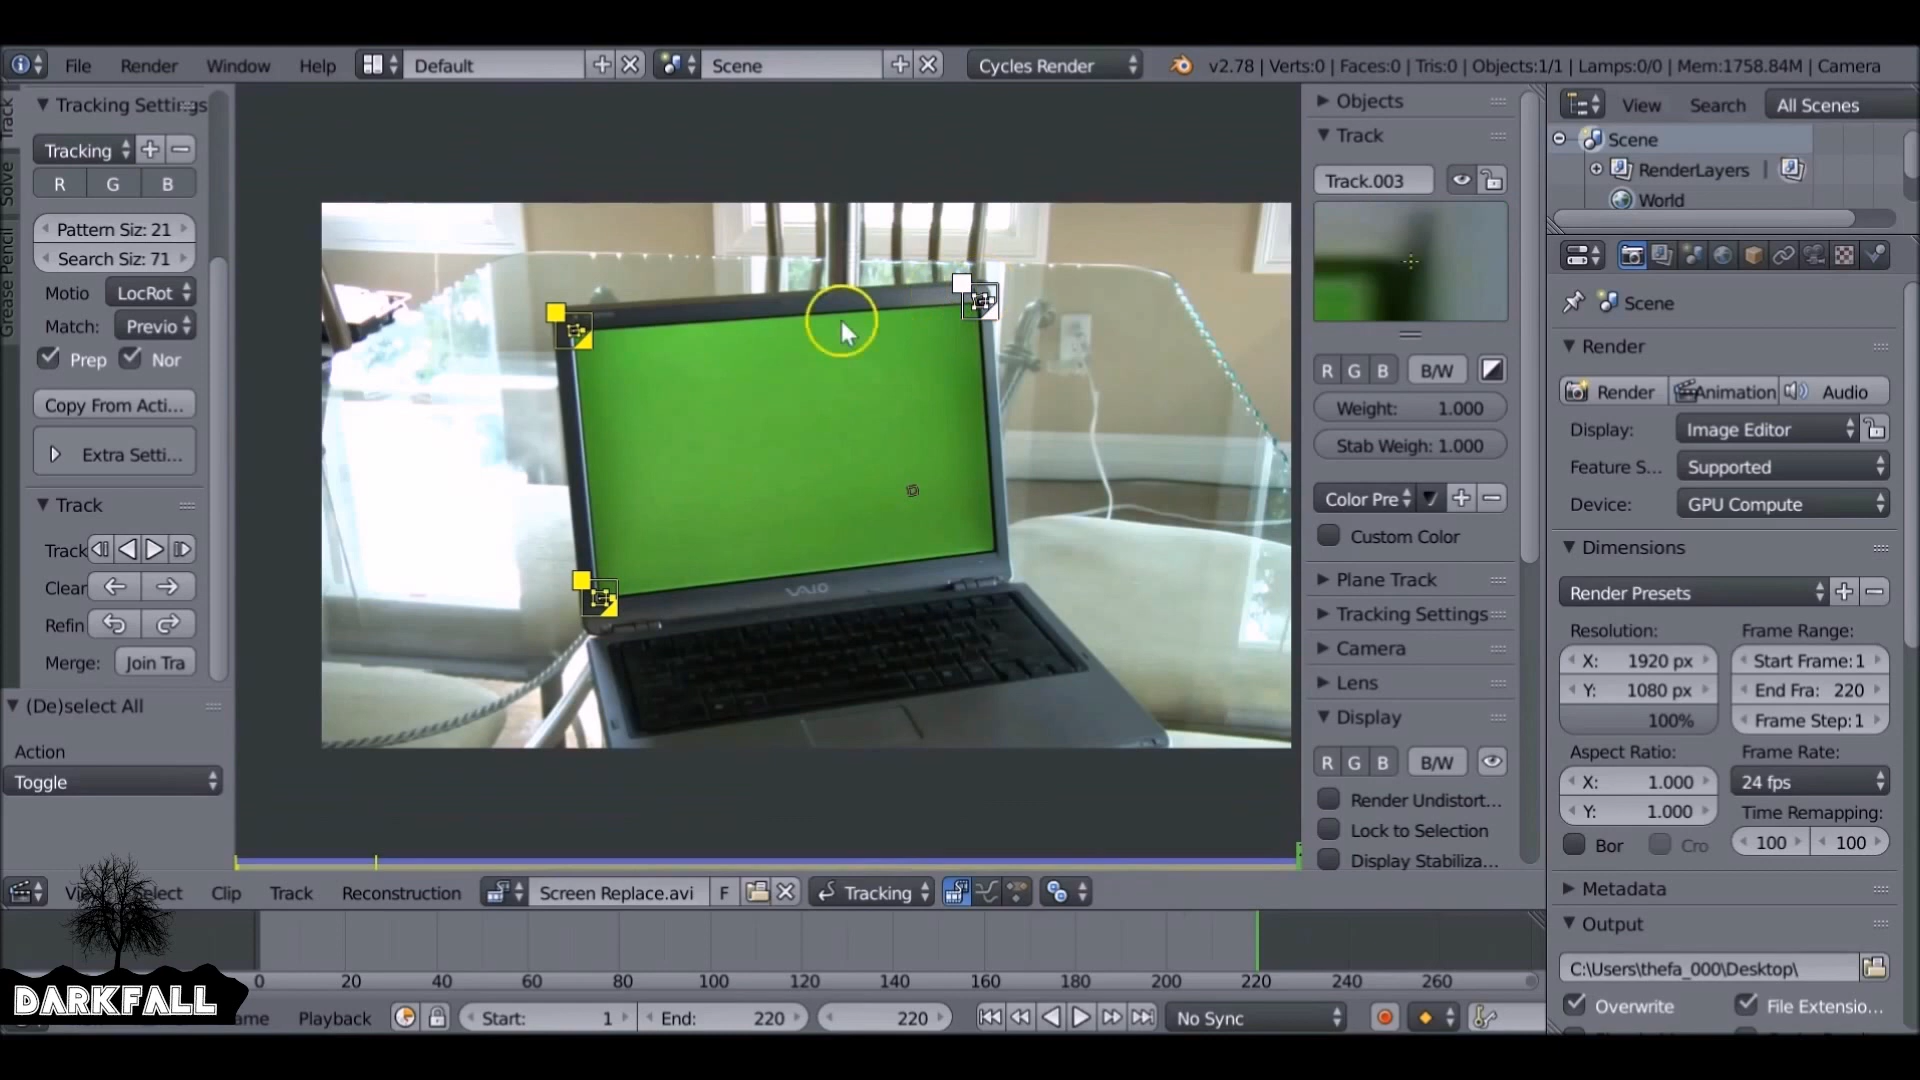 File Render Window Help Default Scene Cycles Render v2.78 | Verts:0 | Faces:0 | Tris:0 | Objects:1/1 | Lamps:0/0 | Mem:1758.84M | Camera
Track
Solve
Grease Pencil
Tracking Settings
Tracking
R G B
Pattern Siz: 21
Search Siz: 71
Motio LocRot
Match: Previo
Prep Nor
Copy From Acti...
Extra Setti...
Track
Track
Clear
Refin
Merge: Join Tra
(De)select All
Action
Toggle
VAIO
Objects
Track
Track.003
R G B B/W
Weight: 1.000
Stab Weigh: 1.000
Color Pre
Custom Color
Plane Track
Tracking Settings
Camera
Lens
Display
R G B B/W
Render Undistort...
Lock to Selection
Display Stabiliza...
View Search All Scenes
Scene
RenderLayers
World
Scene
Render
Render Animation Audio
Display: Image Editor
Feature S... Supported
Device: GPU Compute
Dimensions
Render Presets
Resolution: Frame Range:
X: 1920 px Start Frame:1
Y: 1080 px End Fra: 220
100% Frame Step:1
Aspect Ratio: Frame Rate:
X: 1.000 24 fps
Y: 1.000 Time Remapping:
Bor Cro 100 100
Metadata
Output
C:\Users\thefa_000\Desktop\
Overwrite File Extensio...
Clip Track Reconstruction Screen Replace.avi F Tracking
0 20 40 60 80 100 120 140 160 180 200 220 240 260
Playback Start: 1 End: 220 220 No Sync
DARKFALL